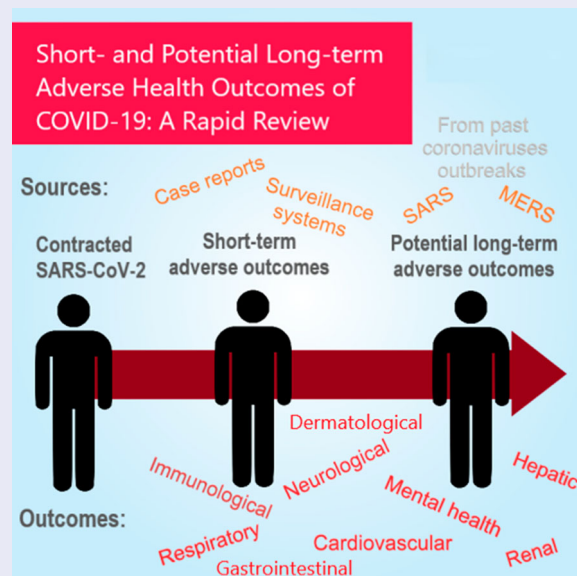 Short- and Potential Long-term
Adverse Health Outcomes of
COVID-19: A Rapid Review
From past
coronaviruses
outbreaks
Sources:
Case reports
Surveillance
systems
SARS
MERS
Contracted
SARS-CoV-2
Short-term
adverse outcomes
Potential long-term
adverse outcomes
Dermatological
Immunological
Neurological
Mental health
Hepatic
Outcomes:
Respiratory
Gastrointestinal
Cardiovascular
Renal